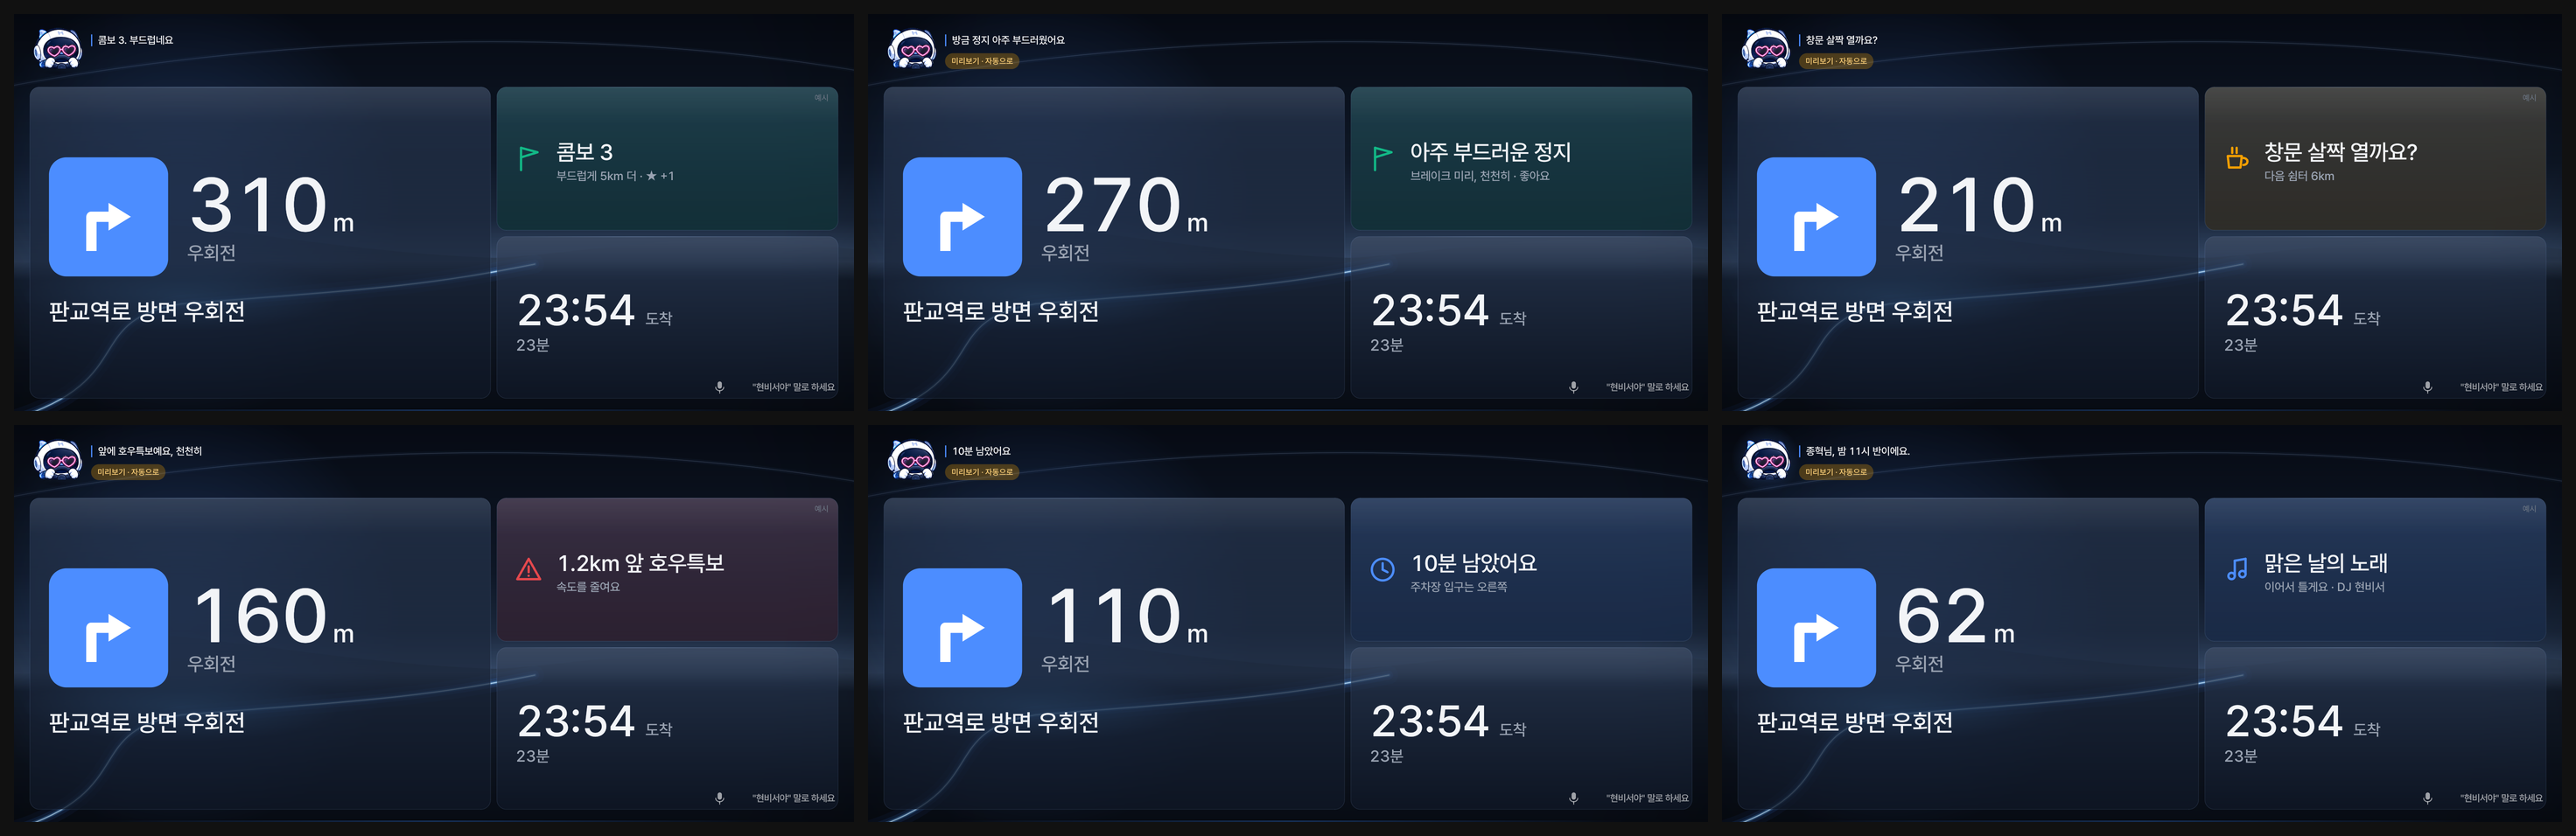 콤보 3. 부드럽네요
예시
310 m
우회전
판교역로 방면 우회전
콤보 3
부드럽게 5km 더 · ★ +1
23:54 도착
23분
"현비서야" 말로 하세요
방금 정지 아주 부드러웠어요
미리보기 · 자동으로
270 m
우회전
판교역로 방면 우회전
아주 부드러운 정지
브레이크 미리, 천천히 · 좋아요
23:54 도착
23분
"현비서야" 말로 하세요
창문 살짝 열까요?
미리보기 · 자동으로
예시
210 m
우회전
판교역로 방면 우회전
창문 살짝 열까요?
다음 쉼터 6km
23:54 도착
23분
"현비서야" 말로 하세요
앞에 호우특보예요, 천천히
미리보기 · 자동으로
예시
160 m
우회전
판교역로 방면 우회전
1.2km 앞 호우특보
속도를 줄여요
23:54 도착
23분
"현비서야" 말로 하세요
10분 남았어요
미리보기 · 자동으로
110 m
우회전
판교역로 방면 우회전
10분 남았어요
주차장 입구는 오른쪽
23:54 도착
23분
"현비서야" 말로 하세요
종혁님, 밤 11시 반이에요.
미리보기 · 자동으로
예시
62 m
우회전
판교역로 방면 우회전
맑은 날의 노래
이어서 틀게요 · DJ 현비서
23:54 도착
23분
"현비서야" 말로 하세요